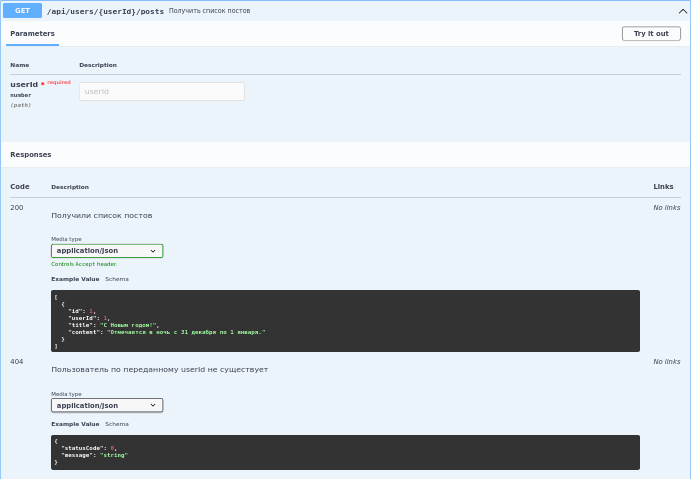 GET /api/users/{userId}/posts Получить список постов
Parameters Try it out
Name Description
userId * required
number
(path)
userId
Responses
Code Description Links
200 No links
Получили список постов
Media type
application/json
Controls Accept header.
Example Value Schema
[
{
"id": 1,
"userId": 1,
"title": "С Новым годом!",
"content": "Отмечается в ночь с 31 декабря по 1 января."
}
]
404 No links
Пользователь по переданному userId не существует
Media type
application/json
Example Value Schema
{
"statusCode": 0,
"message": "string"
}